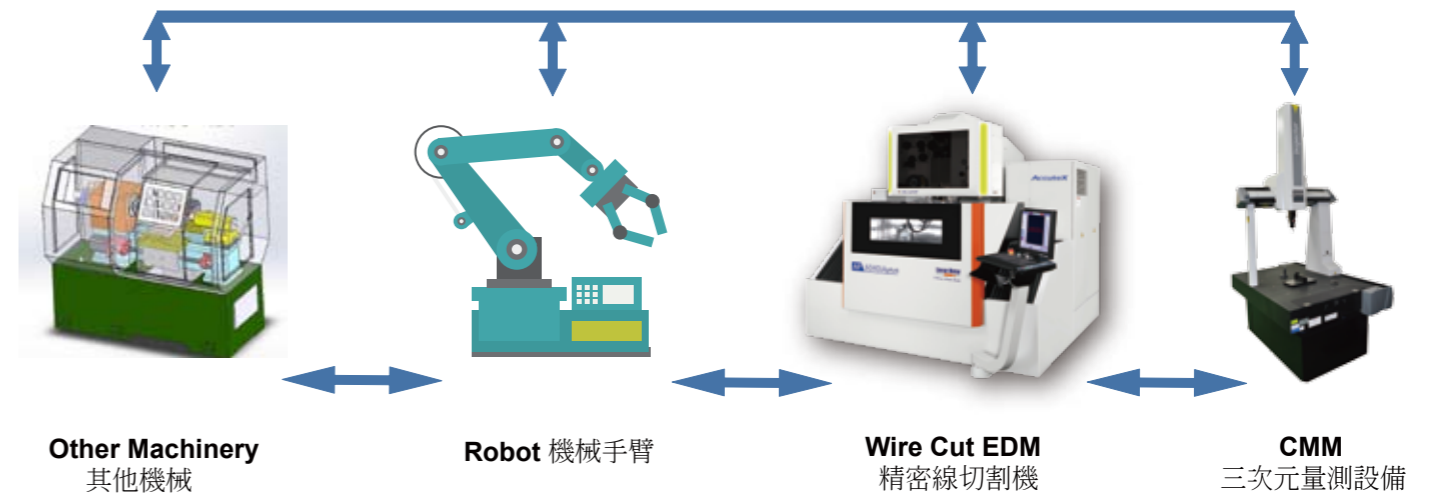 AccuteX
Other Machinery
其他機械
Robot 機械手臂
Wire Cut EDM
精密線切割機
CMM
三次元量測設備